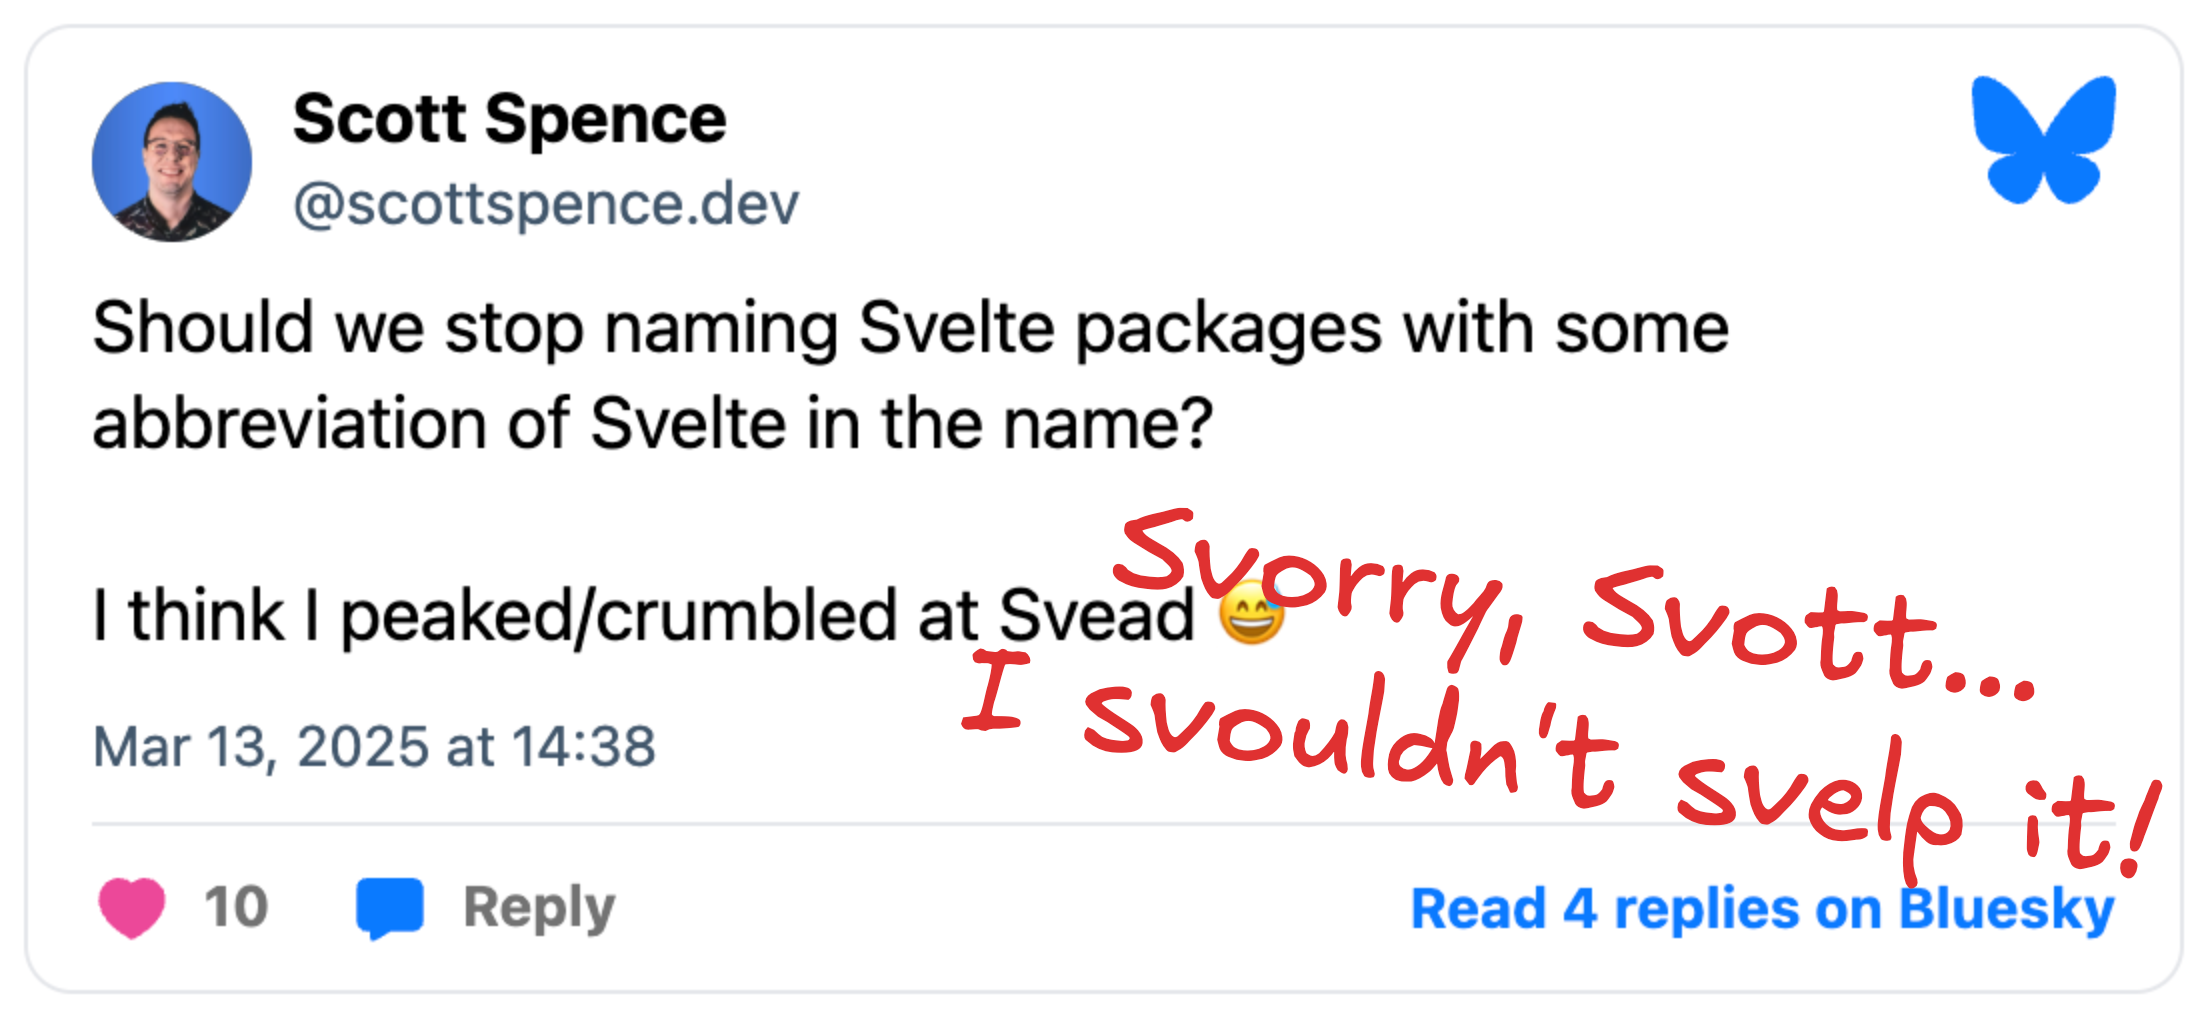 Scott Spence
@scottspence.dev
Should we stop naming Svelte packages with some
abbreviation of Svelte in the name?
I think I peaked/crumbled at Svead 😅
Svorry, Svott...
I svouldn't svelp it!
Mar 13, 2025 at 14:38
10 Reply
Read 4 replies on Bluesky